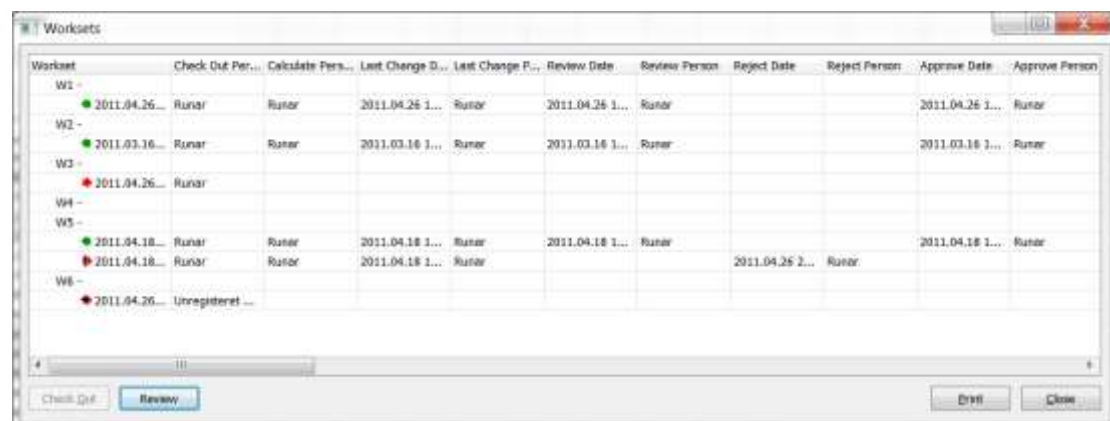 Worksets
Workset Check Out Per... Calculate Pers... Last Change D... Last Change P... Review Date Review Person Reject Date Reject Person Approve Date Approve Person
W1 -
2011.04.26... Runar Runar 2011.04.26 1... Runar 2011.04.26 1... Runar 2011.04.26 1... Runar
W2 -
2011.03.16... Runar Runar 2011.03.16 1... Runar 2011.03.16 1... Runar 2011.03.16 1... Runar
W3 -
2011.04.26... Runar
W4 -
W5 -
2011.04.18... Runar Runar 2011.04.18 1... Runar 2011.04.18 1... Runar 2011.04.18 1... Runar
2011.04.18... Runar Runar 2011.04.18 1... Runar 2011.04.26 2... Runar
W6 -
2011.04.26... Unregisteret ...
Check Out Review Print Close